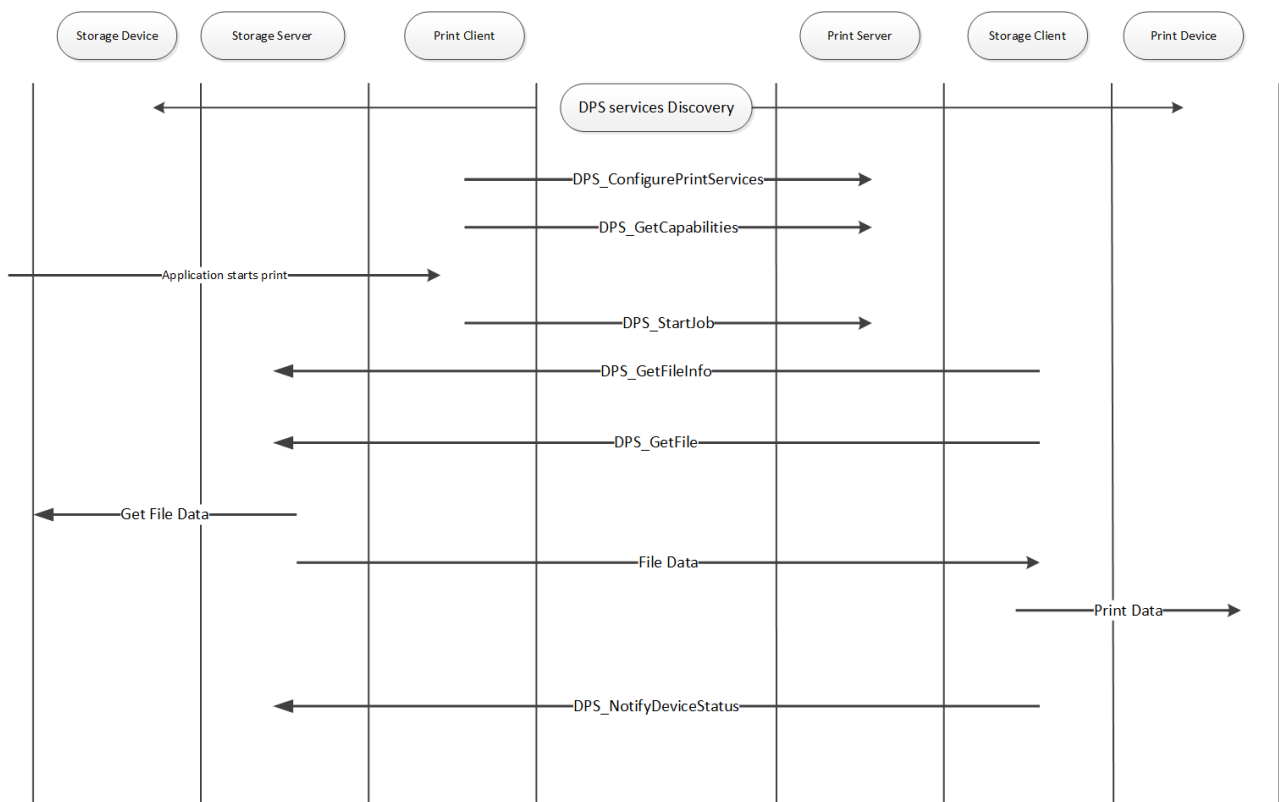 Storage Device
Storage Server
Print Client
Print Server
Storage Client
Print Device
DPS services Discovery
DPS_ConfigurePrintServices
DPS_GetCapabilities
Application starts print
DPS_StartJob
DPS_GetFileInfo
DPS_GetFile
Get File Data
File Data
Print Data
DPS_NotifyDeviceStatus